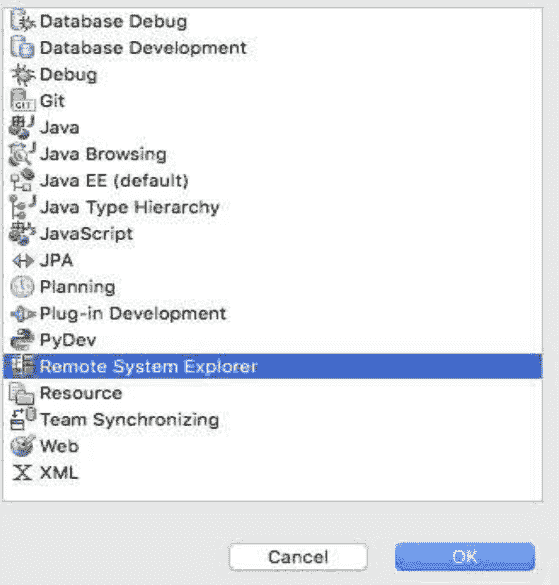 Database Debug
Database Development
Debug
GIT Git
Java
Java Browsing
Java EE (default)
Java Type Hierarchy
JavaScript
JPA
Planning
Plug-in Development
PyDev
Remote System Explorer
Resource
Team Synchronizing
Web
XML
Cancel OK